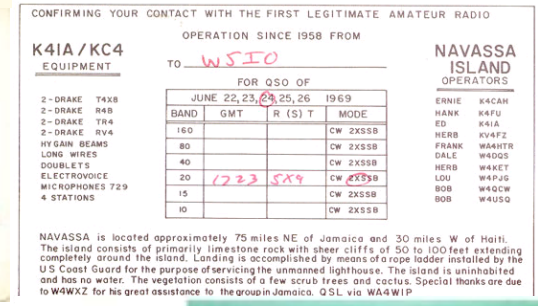 CONFIRMING YOUR CONTACT WITH THE FIRST LEGITIMATE AMATEUR RADIO
OPERATION SINCE 1958 FROM
K4IA/KC4
EQUIPMENT
2-DRAKE T4XB
2-DRAKE R4B
2-DRAKE TR4
2-DRAKE RV4
HYGAIN BEAMS
LONG WIRES
DOUBLETS
ELECTROVOICE
MICROPHONES 729
4 STATIONS
TO W5IO
FOR QSO OF
JUNE 22, 23, 24, 25, 26 1969
BAND GMT R (S) T MODE
160 CW 2XSSB
80 CW 2XSSB
40 CW 2XSSB
20 1723 5X9 CW 2XSSB
15 CW 2XSSB
10 CW 2XSSB
NAVASSA
ISLAND
OPERATORS
ERNIE K4CAH
HANK K4FU
ED K4IA
HERB KV4FZ
FRANK WA4HTR
DALE W4DQS
HERB W4KET
LOU W4PJG
BOB W4QCW
BOB W4USQ
NAVASSA is located approximately 75 miles NE of Jamaica and 30 miles W of Haiti.
The island consists of primarily limestone rock with sheer cliffs of 50 to 100 feet extending
completely around the island. Landing is accomplished by means of a rope ladder installed by the
US Coast Guard for the purpose of servicing the unmanned lighthouse. The island is uninhabited
and has no water. The vegetation consists of a few scrub trees and cactus. Special thanks are due
to W4WXZ for his great assistance to the group in Jamaica. QSL via WA4WIP